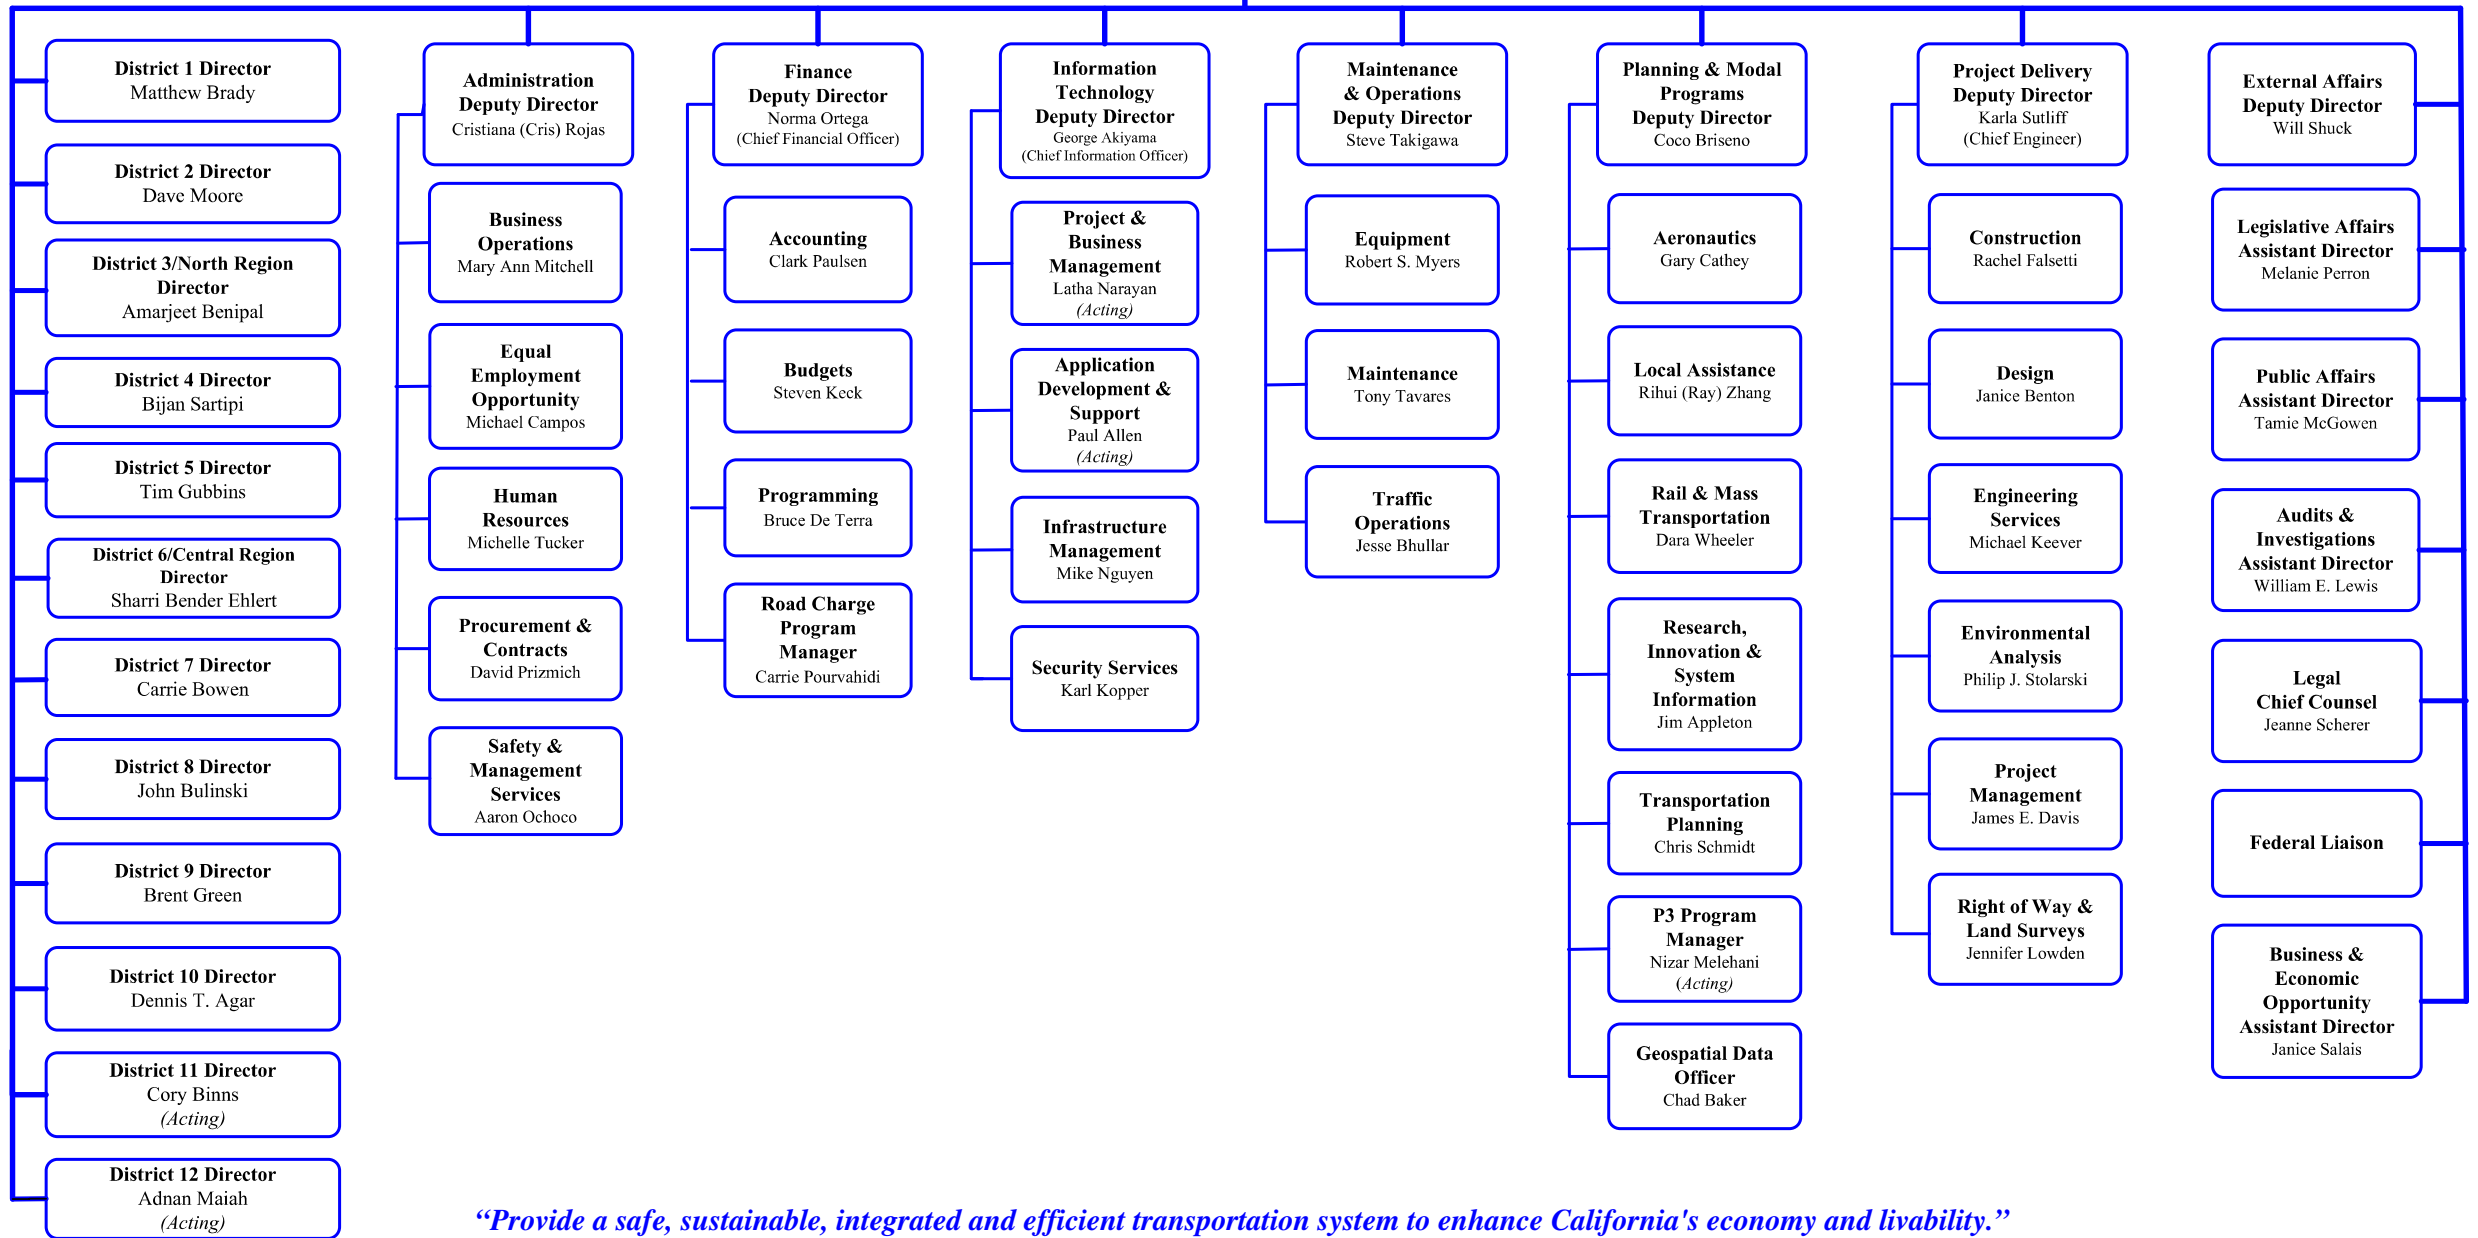 District 1 Director
Matthew Brady
District 2 Director
Dave Moore
District 3/North Region
Director
Amarjeet Benipal
District 4 Director
Bijan Sartipi
District 5 Director
Tim Gubbins
District 6/Central Region
Director
Sharri Bender Ehlert
District 7 Director
Carrie Bowen
District 8 Director
John Bulinski
District 9 Director
Brent Green
District 10 Director
Dennis T. Agar
District 11 Director
Cory Binns
(Acting)
District 12 Director
Adnan Maiah
(Acting)
Administration
Deputy Director
Cristiana (Cris) Rojas
Business
Operations
Mary Ann Mitchell
Equal
Employment
Opportunity
Michael Campos
Human
Resources
Michelle Tucker
Procurement &
Contracts
David Prizmich
Safety &
Management
Services
Aaron Ochoco
Finance
Deputy Director
Norma Ortega
(Chief Financial Officer)
Accounting
Clark Paulsen
Budgets
Steven Keck
Programming
Bruce De Terra
Road Charge
Program
Manager
Carrie Pourvahidi
Information
Technology
Deputy Director
George Akiyama
(Chief Information Officer)
Project &
Business
Management
Latha Narayan
(Acting)
Application
Development &
Support
Paul Allen
(Acting)
Infrastructure
Management
Mike Nguyen
Security Services
Karl Kopper
Maintenance
& Operations
Deputy Director
Steve Takigawa
Equipment
Robert S. Myers
Maintenance
Tony Tavares
Traffic
Operations
Jesse Bhullar
Planning & Modal
Programs
Deputy Director
Coco Briseno
Aeronautics
Gary Cathey
Local Assistance
Rihui (Ray) Zhang
Rail & Mass
Transportation
Dara Wheeler
Research,
Innovation &
System
Information
Jim Appleton
Transportation
Planning
Chris Schmidt
P3 Program
Manager
Nizar Melehani
(Acting)
Geospatial Data
Officer
Chad Baker
Project Delivery
Deputy Director
Karla Sutliff
(Chief Engineer)
Construction
Rachel Falsetti
Design
Janice Benton
Engineering
Services
Michael Keever
Environmental
Analysis
Philip J. Stolarski
Project
Management
James E. Davis
Right of Way &
Land Surveys
Jennifer Lowden
External Affairs
Deputy Director
Will Shuck
Legislative Affairs
Assistant Director
Melanie Perron
Public Affairs
Assistant Director
Tamie McGowen
Audits &
Investigations
Assistant Director
William E. Lewis
Legal
Chief Counsel
Jeanne Scherer
Federal Liaison
Business &
Economic
Opportunity
Assistant Director
Janice Salais
“Provide a safe, sustainable, integrated and efficient transportation system to enhance California's economy and livability.”